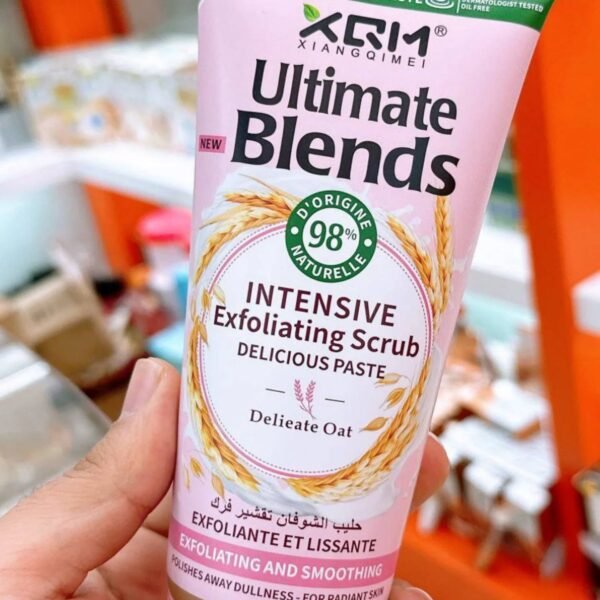 DERMATOLOGIST TESTED
OIL FREE
XQM®
XIANGQIMEI
Ultimate
NEW
Blends
D'ORIGINE
98%
NATURELLE
INTENSIVE
Exfoliating Scrub
DELICIOUS PASTE
Delieate Oat
حليب الشوفان تقشير فرك
EXFOLIANTE ET LISSANTE
EXFOLIATING AND SMOOTHING
POLISHES AWAY DULLNESS - FOR RADIANT SKIN